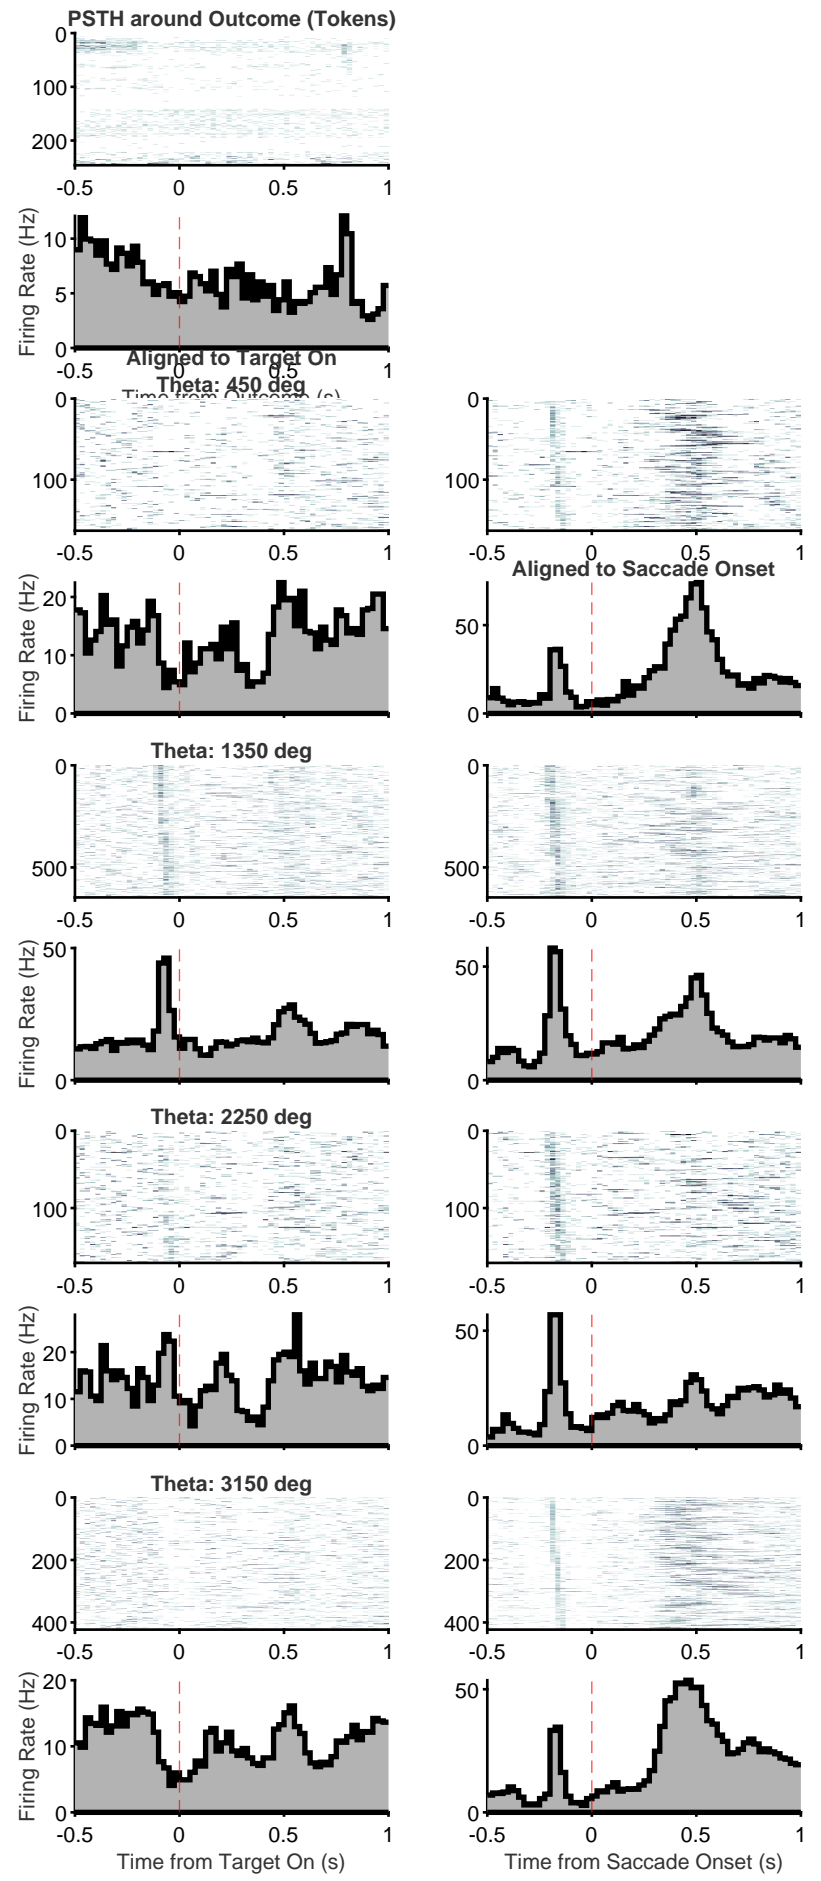 PSTH around Outcome (Tokens)
0
100
200
-0.5 0 0.5 1
Firing Rate (Hz)
10
5
0
-0.5 0 0.5 1
Time from Outcome (s)
Aligned to Target On
Theta: 450 deg
0
100
-0.5 0 0.5 1
0
100
-0.5 0 0.5 1
Firing Rate (Hz)
20
10
0
Aligned to Saccade Onset
50
0
Theta: 1350 deg
0
500
-0.5 0 0.5 1
0
500
-0.5 0 0.5 1
Firing Rate (Hz)
50
0
50
0
Theta: 2250 deg
0
100
-0.5 0 0.5 1
0
100
-0.5 0 0.5 1
Firing Rate (Hz)
20
10
0
50
0
Theta: 3150 deg
0
200
400
-0.5 0 0.5 1
0
200
400
-0.5 0 0.5 1
Firing Rate (Hz)
20
10
0
-0.5 0 0.5 1
Time from Target On (s)
50
0
-0.5 0 0.5 1
Time from Saccade Onset (s)